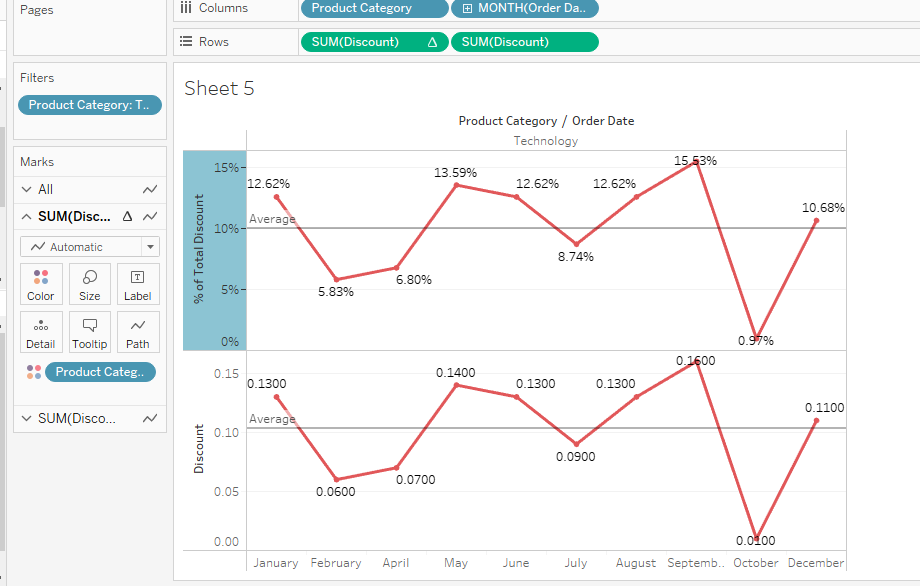 Pages
Columns
Product Category
MONTH(Order Da..
Rows
SUM(Discount) Δ
SUM(Discount)
Filters
Product Category: T..
Marks
All
SUM(Disc... Δ
Automatic
Color
Size
Label
Detail
Tooltip
Path
Product Categ..
SUM(Disco...
Sheet 5
Product Category / Order Date
Technology
% of Total Discount
15%
10%
5%
0%
Average
12.62%
5.83%
6.80%
13.59%
12.62%
8.74%
12.62%
15.53%
0.97%
10.68%
Discount
0.15
0.10
0.05
0.00
Average
0.1300
0.0600
0.0700
0.1400
0.1300
0.0900
0.1300
0.1600
0.0100
0.1100
January February April May June July August Septemb.. October December